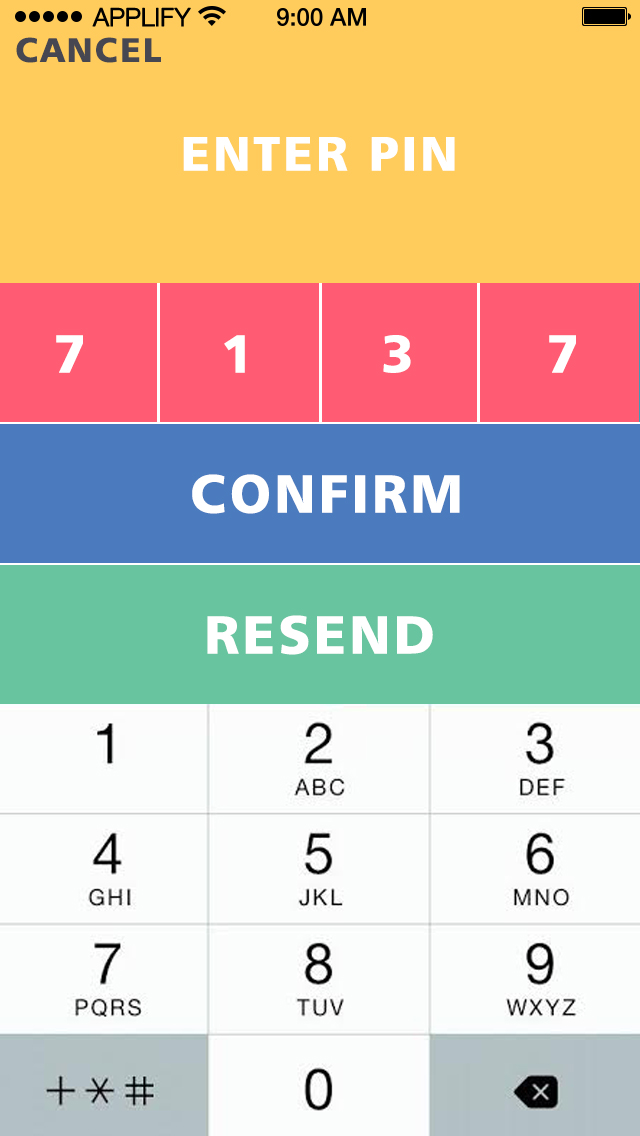 APPLIFY 9:00 AM
CANCEL
ENTER PIN
7 1 3 7
CONFIRM
RESEND
1 2 3
ABC DEF
4 5 6
GHI JKL MNO
7 8 9
PQRS TUV WXYZ
+*# 0